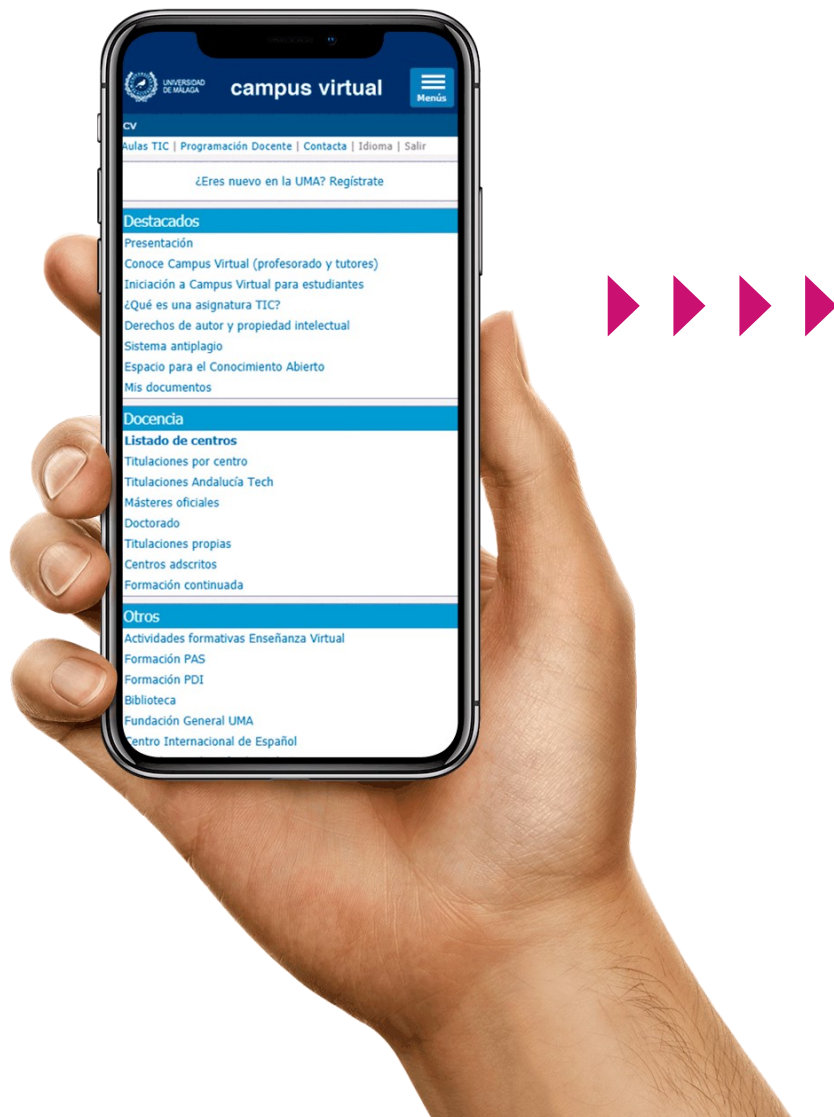 UNIVERSIDAD
DE MÁLAGA
campus virtual
Menús
CV
Aulas TIC | Programación Docente | Contacta | Idioma | Salir
¿Eres nuevo en la UMA? Regístrate
Destacados
Presentación
Conoce Campus Virtual (profesorado y tutores)
Iniciación a Campus Virtual para estudiantes
¿Qué es una asignatura TIC?
Derechos de autor y propiedad intelectual
Sistema antiplagio
Espacio para el Conocimiento Abierto
Mis documentos
Docencia
Listado de centros
Titulaciones por centro
Titulaciones Andalucía Tech
Másteres oficiales
Doctorado
Titulaciones propias
Centros adscritos
Formación continuada
Otros
Actividades formativas Enseñanza Virtual
Formación PAS
Formación PDI
Biblioteca
Fundación General UMA
Centro Internacional de Español